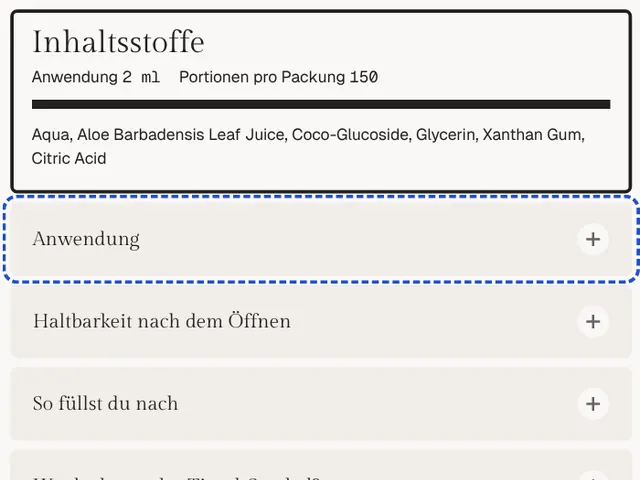 Inhaltsstoffe
Anwendung 2 ml Portionen pro Packung 150
Aqua, Aloe Barbadensis Leaf Juice, Coco-Glucoside, Glycerin, Xanthan Gum,
Citric Acid
Anwendung
Haltbarkeit nach dem Öffnen
So füllst du nach